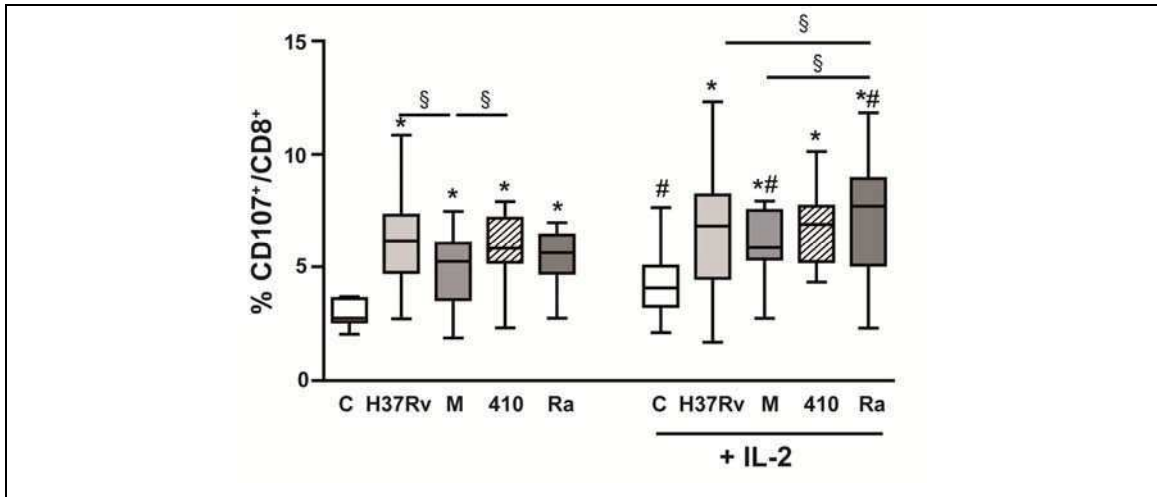 % CD107⁺/CD8⁺
15
10
5
0
§ §
* * * * *
§
§
# * *# * *#
C H37Rv M 410 Ra
C H37Rv M 410 Ra
+ IL-2